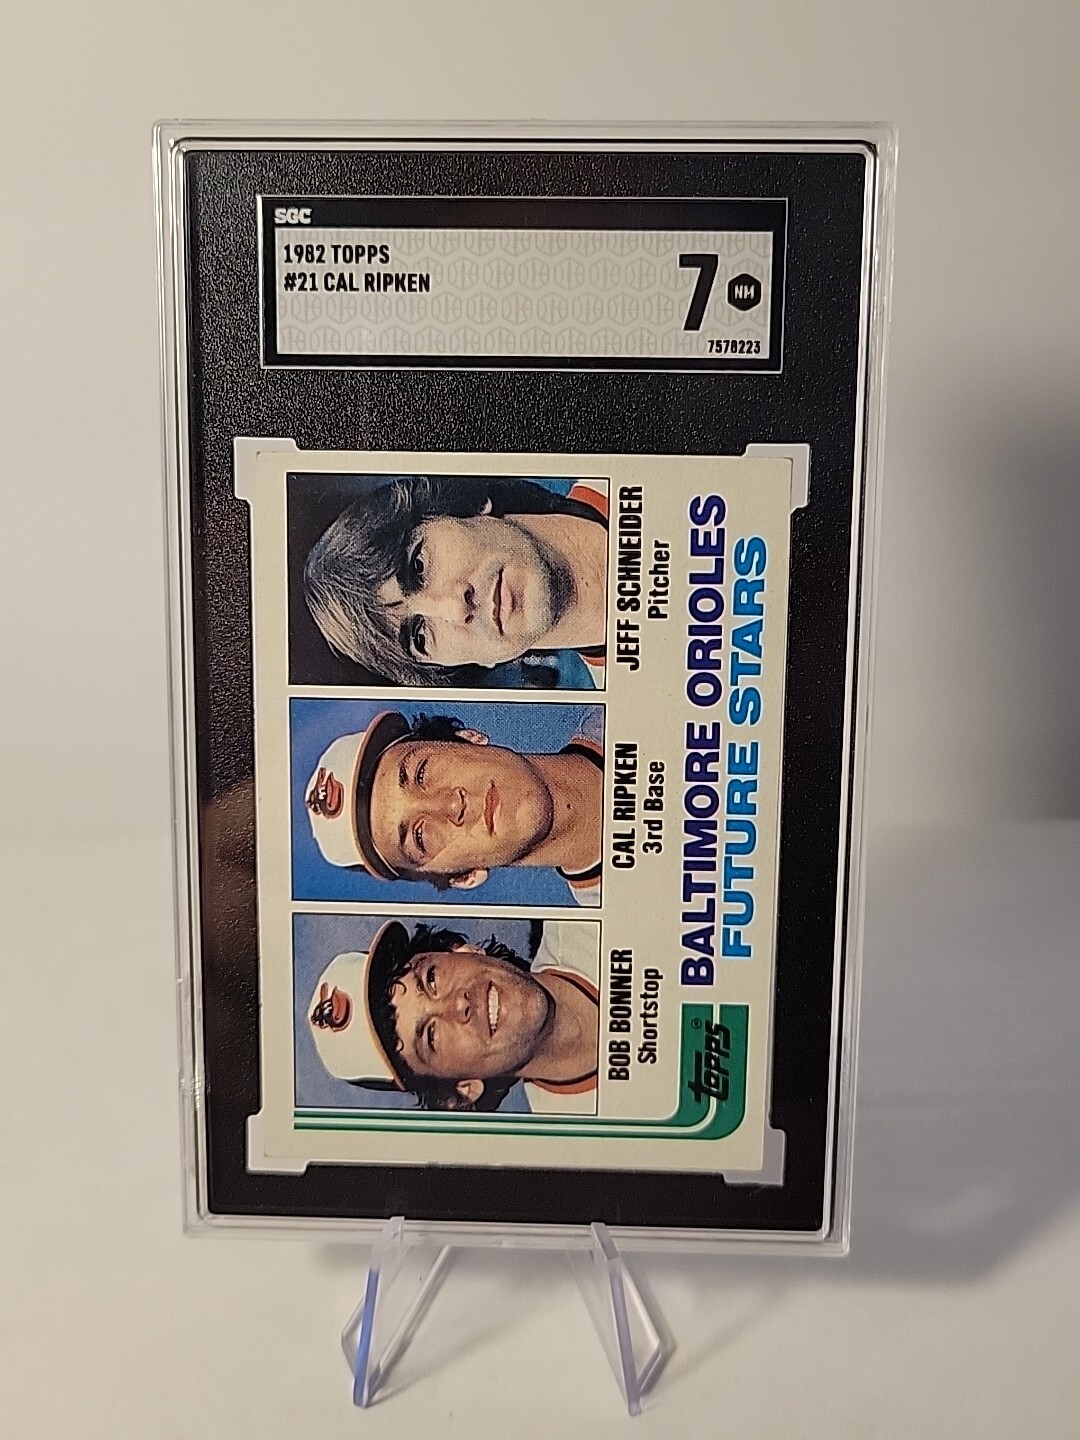 SGC
1982 TOPPS
#21 CAL RIPKEN
7
NM
7578223
BOB BONNER
Shortstop
CAL RIPKEN
3rd Base
JEFF SCHNEIDER
Pitcher
topps®
BALTIMORE ORIOLES
FUTURE STARS